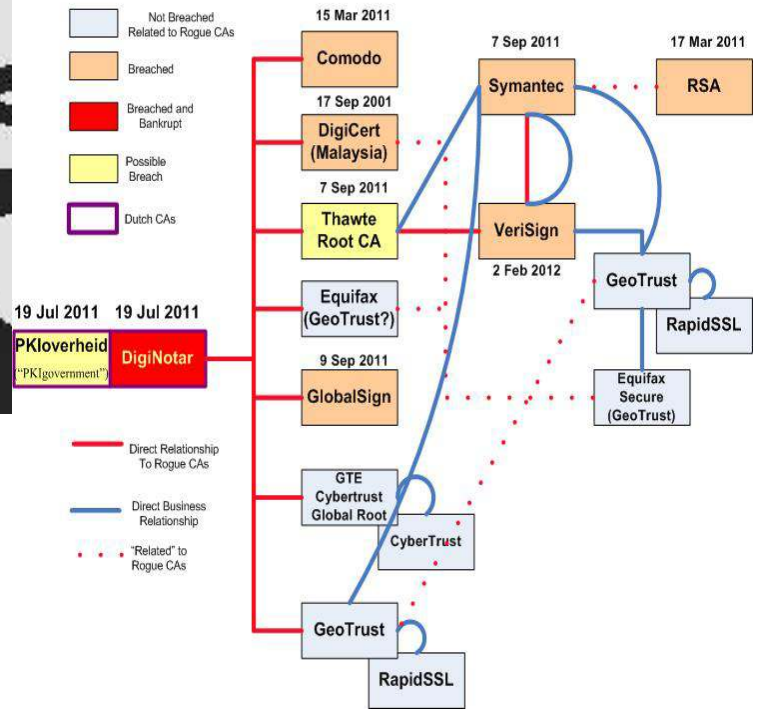 Not Breached
Related to Rogue CAs
Breached
Breached and
Bankrupt
Possible
Breach
Dutch CAs
19 Jul 2011
19 Jul 2011
PKIoverheid
("PKIgovernment")
DigiNotar
15 Mar 2011
Comodo
17 Sep 2001
DigiCert
(Malaysia)
7 Sep 2011
Thawte
Root CA
Equifax
(GeoTrust?)
9 Sep 2011
GlobalSign
GTE
Cybertrust
Global Root
CyberTrust
GeoTrust
RapidSSL
7 Sep 2011
Symantec
17 Mar 2011
RSA
VeriSign
2 Feb 2012
GeoTrust
RapidSSL
Equifax
Secure
(GeoTrust)
Direct Relationship
To Rogue CAs
Direct Business
Relationship
"Related" to
Rogue CAs